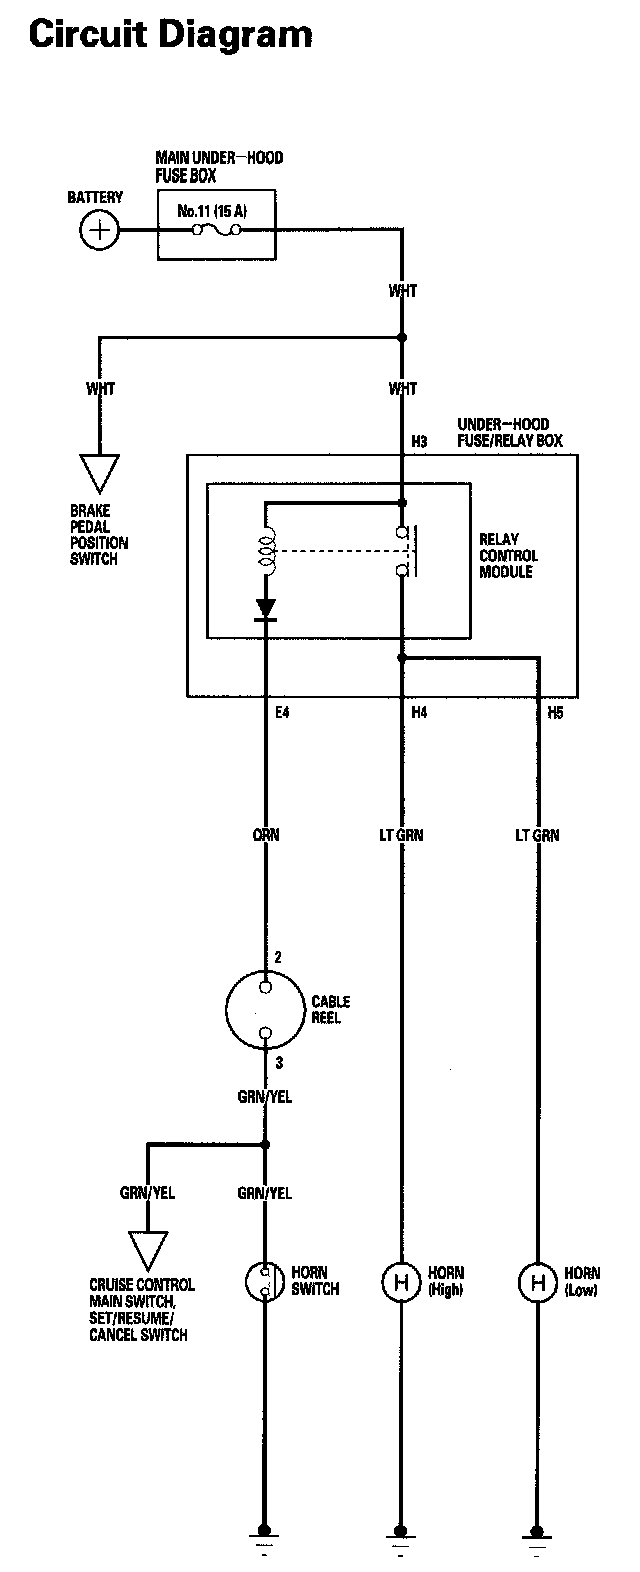 Circuit Diagram
MAIN UNDER-HOOD
FUSE BOX
BATTERY
No.11 (15 A)
WHT
WHT
WHT
H3
UNDER-HOOD
FUSE/RELAY BOX
BRAKE
PEDAL
POSITION
SWITCH
RELAY
CONTROL
MODULE
E4
H4
H5
ORN
LT GRN
LT GRN
2
CABLE
REEL
3
GRN/YEL
GRN/YEL
GRN/YEL
HORN
SWITCH
H
HORN
(High)
H
HORN
(Low)
CRUISE CONTROL
MAIN SWITCH,
SET/RESUME/
CANCEL SWITCH